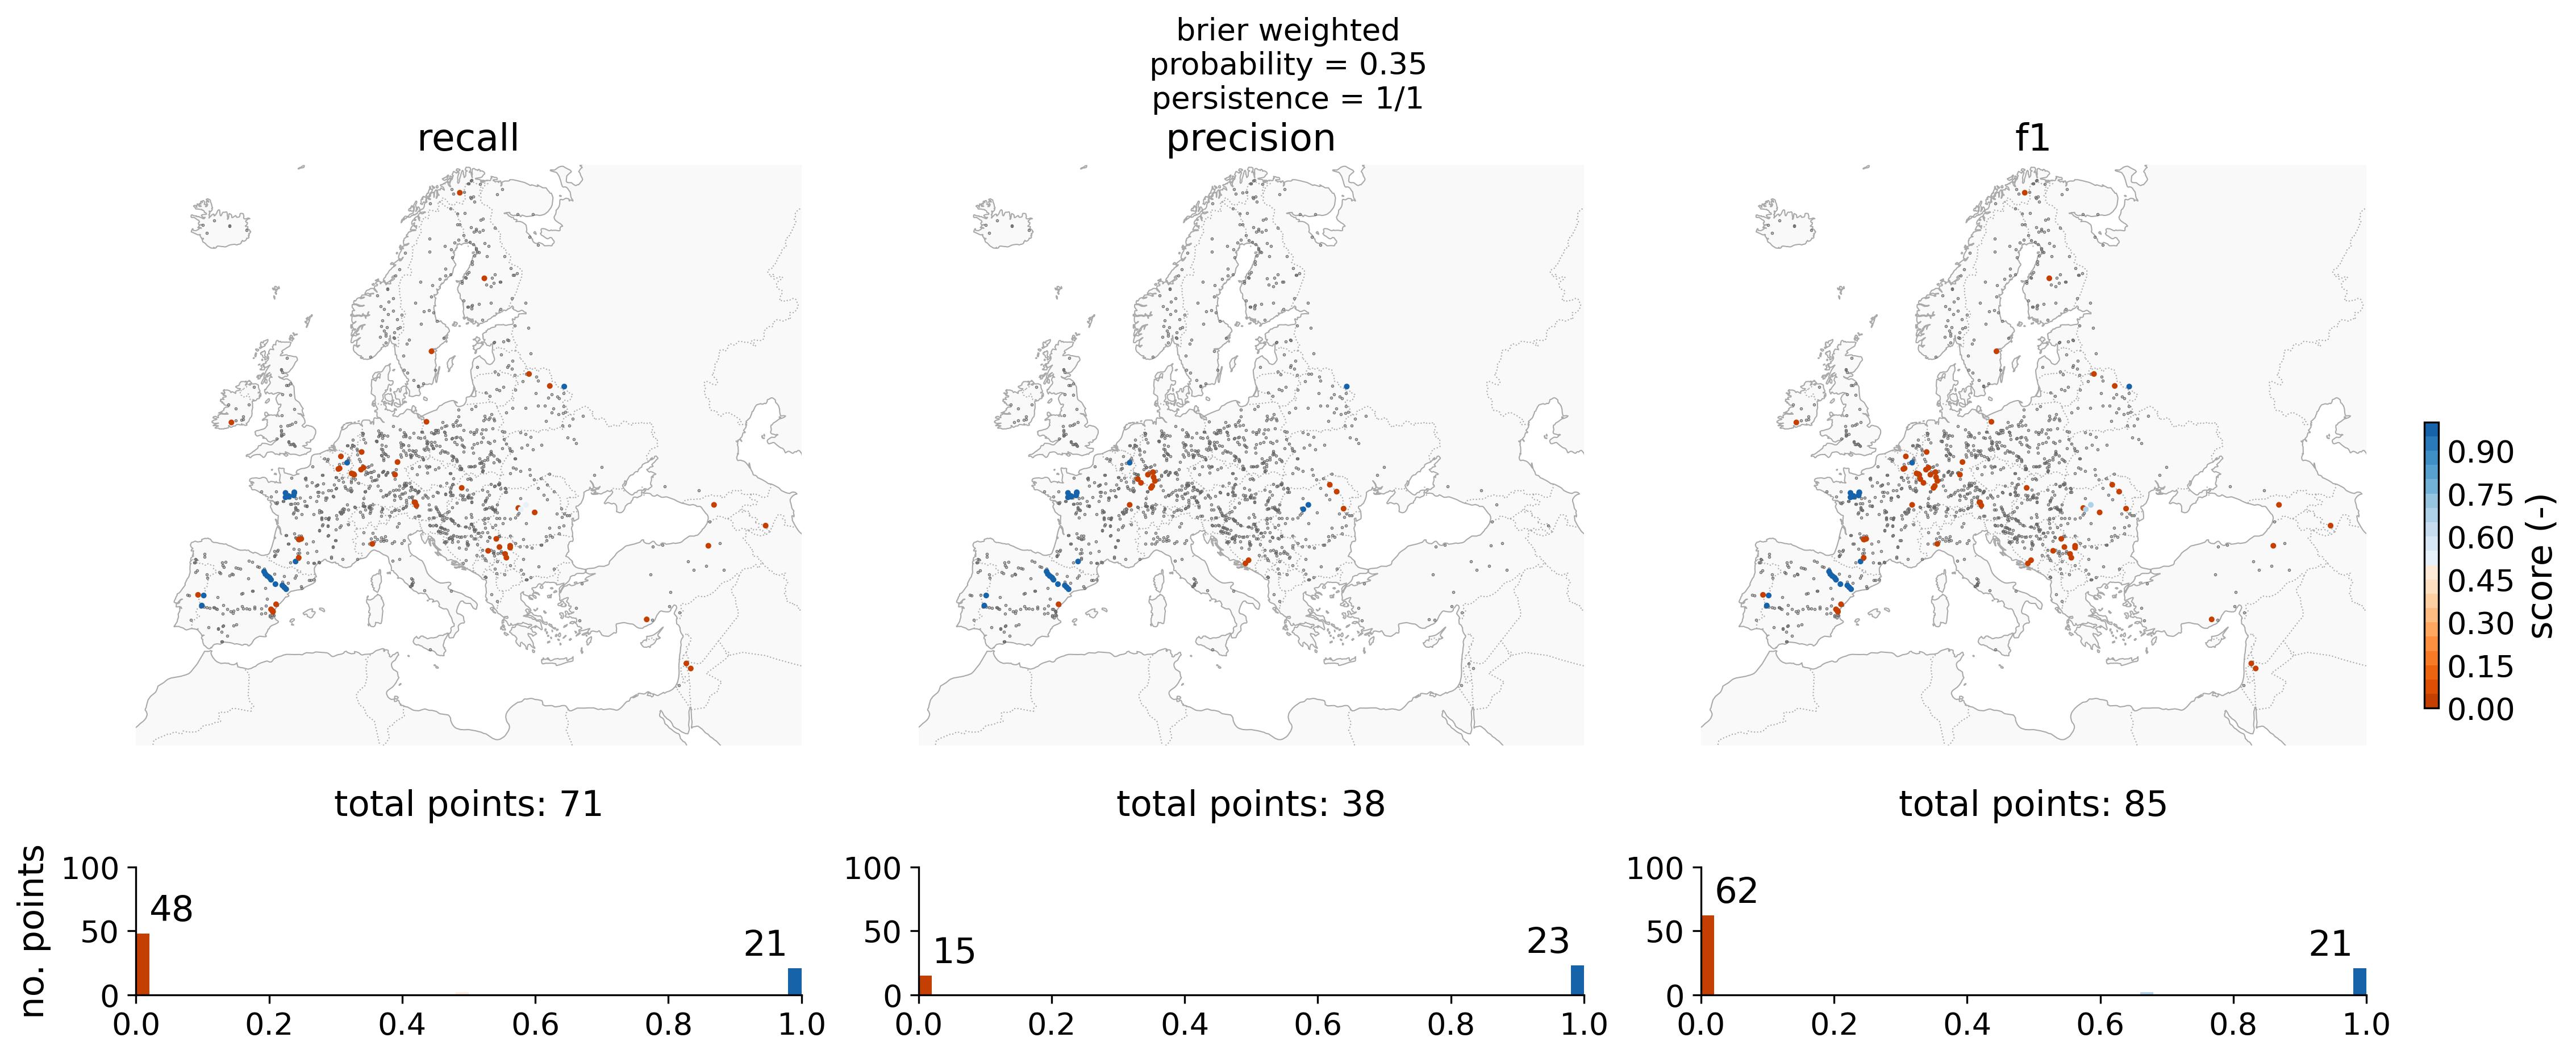 brier weighted
probability = 0.35
persistence = 1/1
recall
precision
f1
0.90
0.75
0.60
0.45
0.30
0.15
0.00
score (-)
total points: 71
total points: 38
total points: 85
no. points
100
50
0
48
21
0.0 0.2 0.4 0.6 0.8 1.0
100
50
0
15
23
0.0 0.2 0.4 0.6 0.8 1.0
100
50
0
62
21
0.0 0.2 0.4 0.6 0.8 1.0